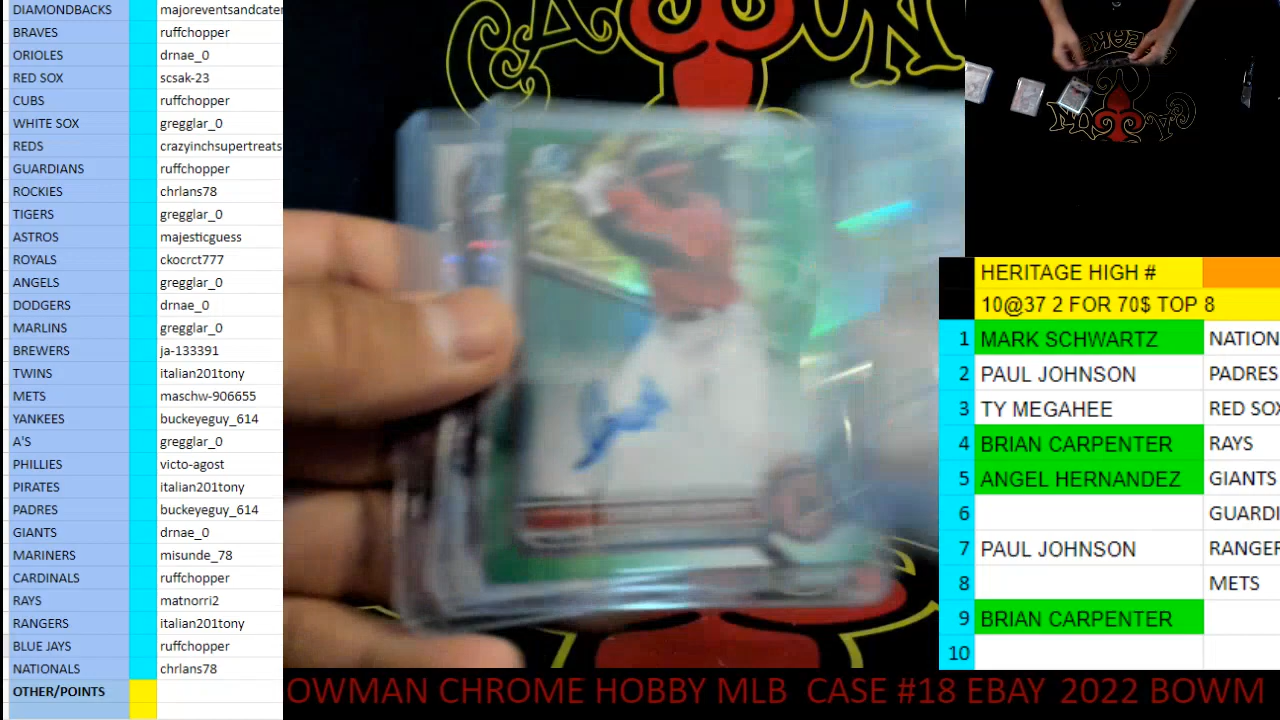 DIAMONDBACKS majoreventsandcater
BRAVES ruffchopper
ORIOLES drnae_0
RED SOX scsak-23
CUBS ruffchopper
WHITE SOX gregglar_0
REDS crazyinchsupertreats
GUARDIANS ruffchopper
ROCKIES chrlans78
TIGERS gregglar_0
ASTROS majesticguess
ROYALS ckocrct777
ANGELS gregglar_0
DODGERS drnae_0
MARLINS gregglar_0
BREWERS ja-133391
TWINS italian201tony
METS maschw-906655
YANKEES buckeyeguy_614
A'S gregglar_0
PHILLIES victo-agost
PIRATES italian201tony
PADRES buckeyeguy_614
GIANTS drnae_0
MARINERS misunde_78
CARDINALS ruffchopper
RAYS matnorri2
RANGERS italian201tony
BLUE JAYS ruffchopper
NATIONALS chrlans78
OTHER/POINTS
HERITAGE HIGH #
10@37 2 FOR 70$ TOP 8
1 MARK SCHWARTZ NATION
2 PAUL JOHNSON PADRES
3 TY MEGAHEE RED SOX
4 BRIAN CARPENTER RAYS
5 ANGEL HERNANDEZ GIANTS
6 GUARDI
7 PAUL JOHNSON RANGER
8 METS
9 BRIAN CARPENTER
10
OWMAN CHROME HOBBY MLB CASE #18 EBAY 2022 BOWM